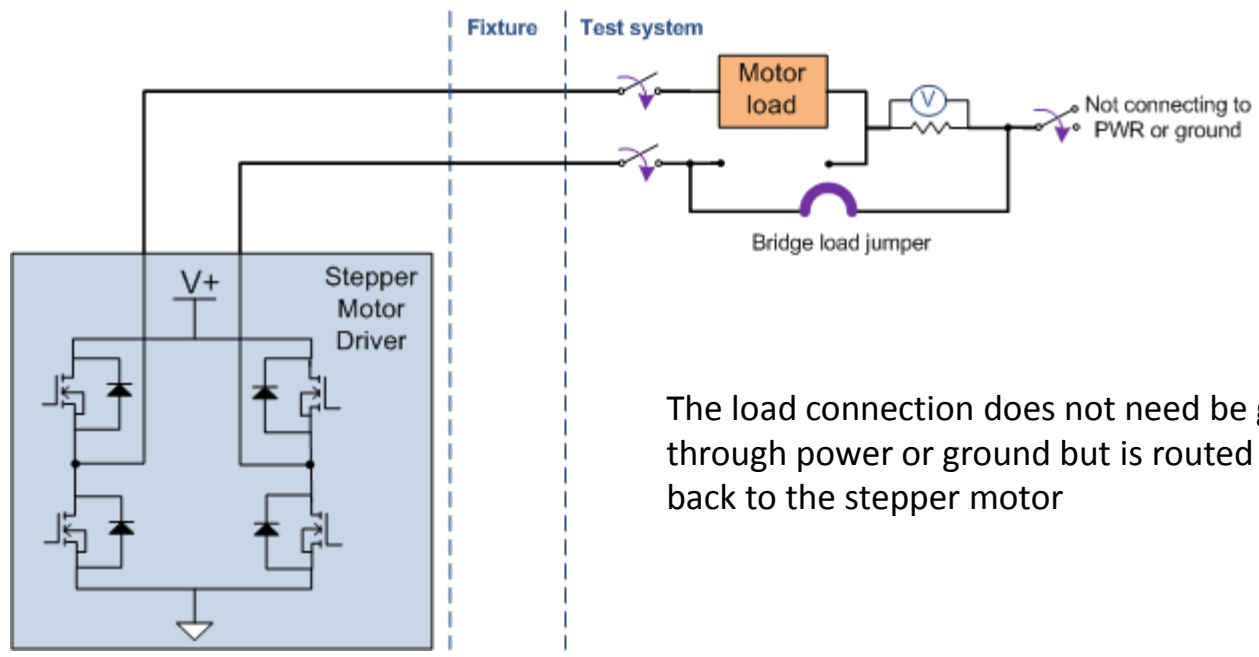 Fixture
Test system
Motor
load
V
Not connecting to
PWR or ground
Bridge load jumper
V+
Stepper
Motor
Driver
The load connection does not need be
through power or ground but is routed
back to the stepper motor